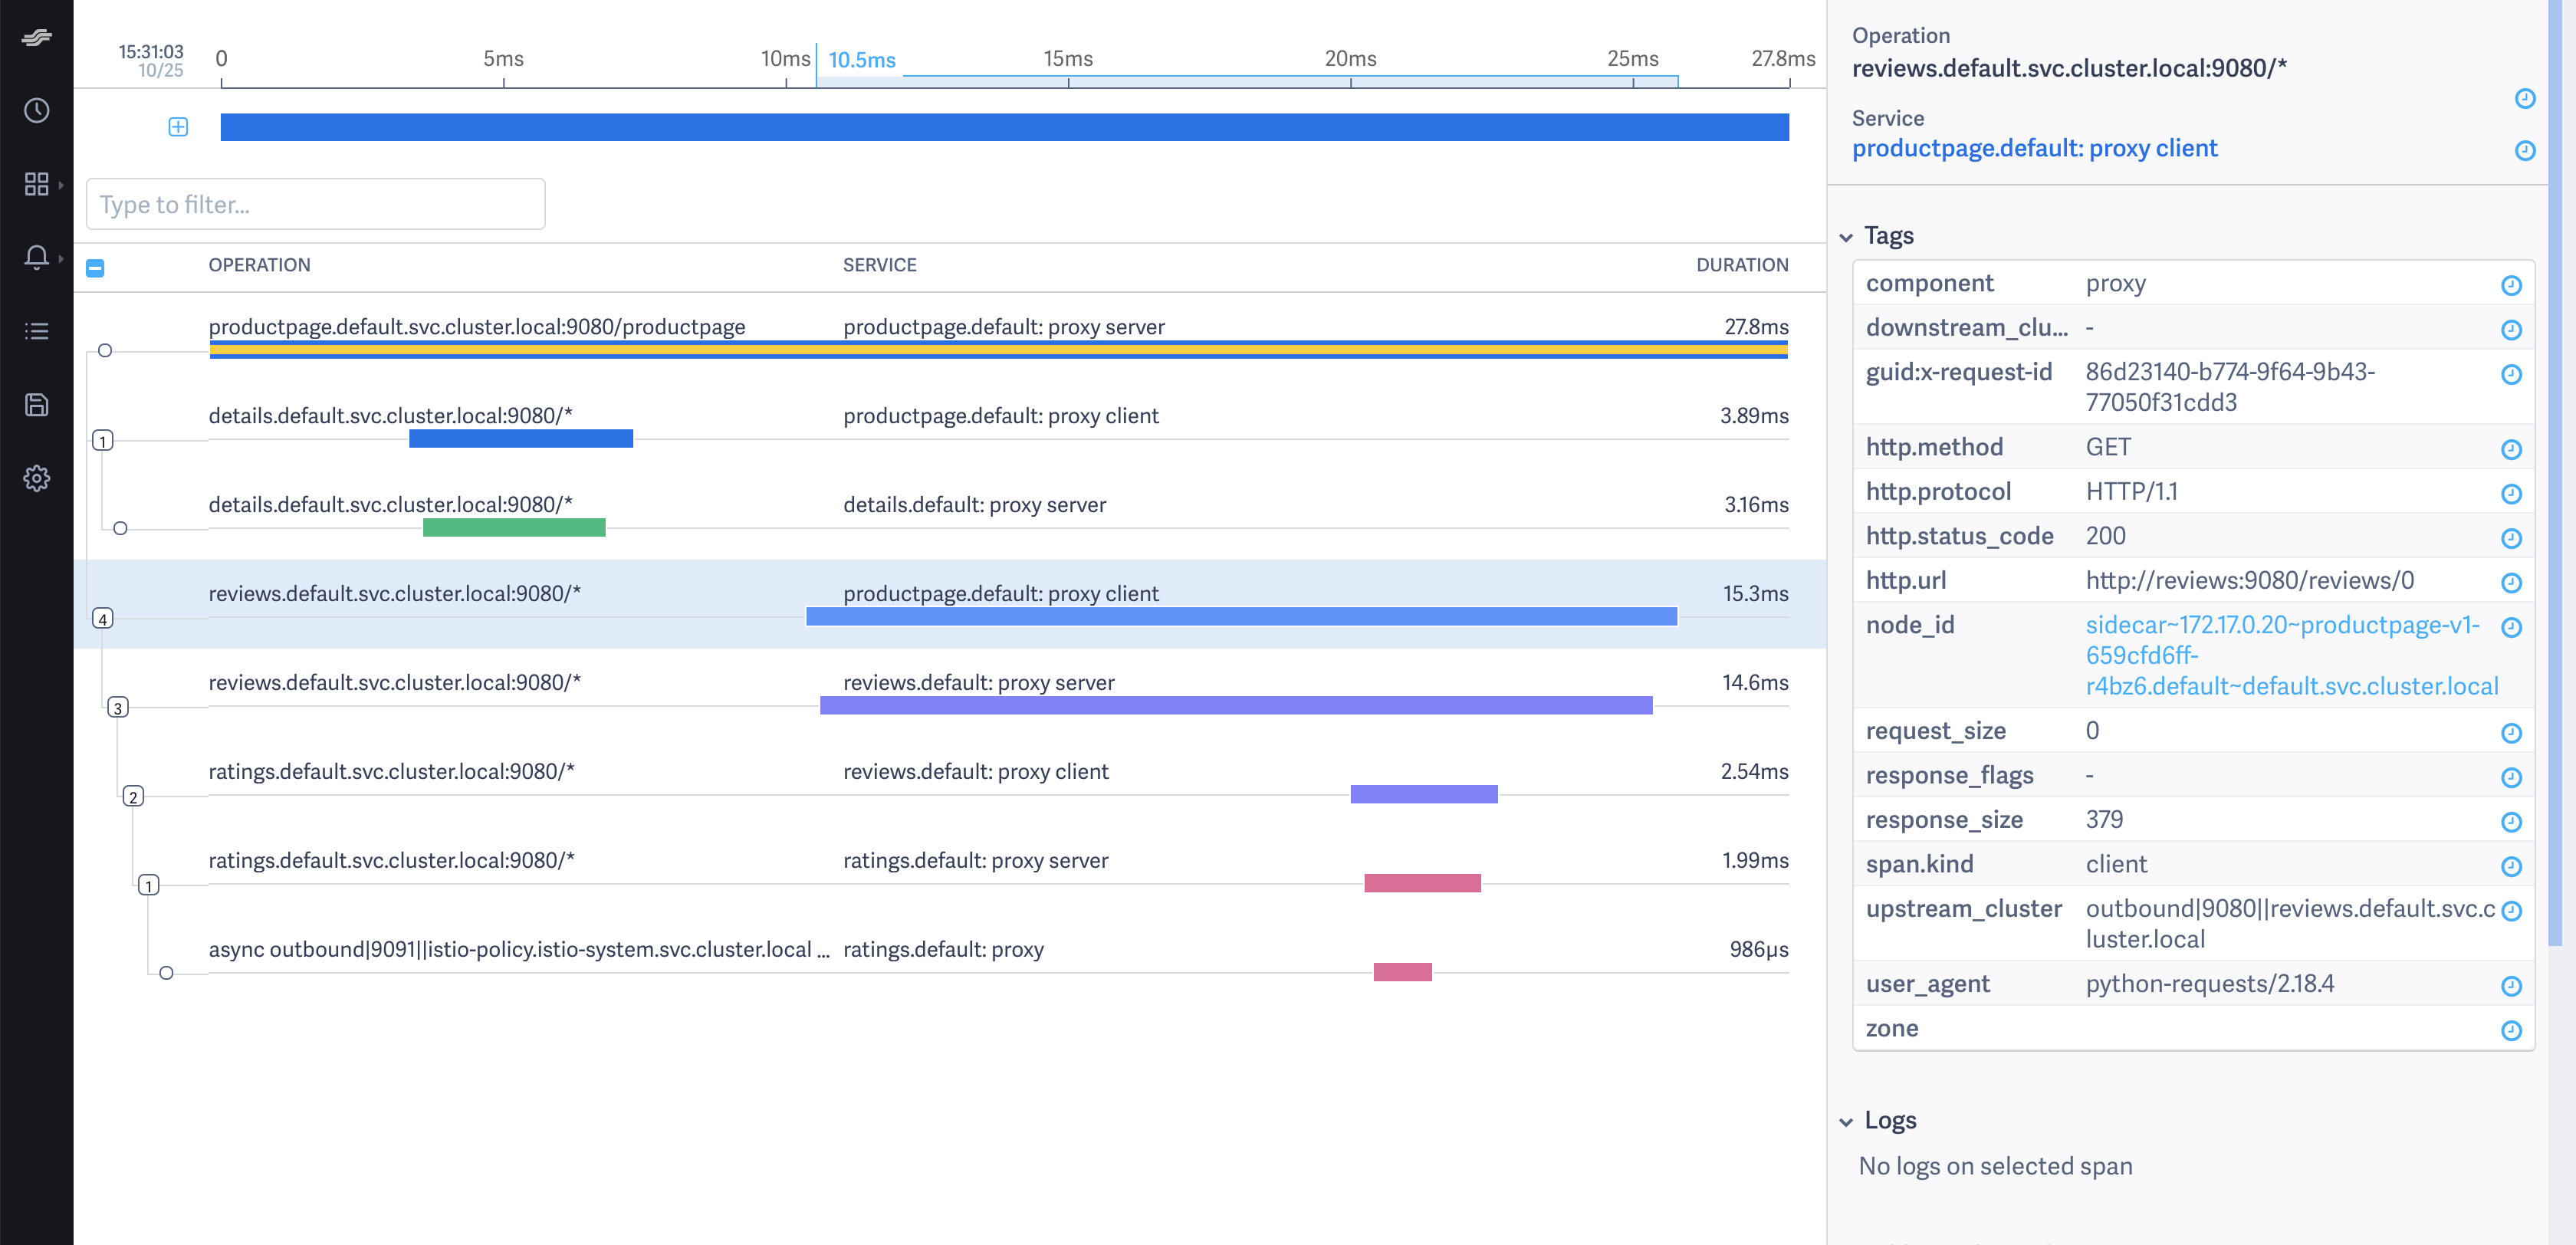 15:31:03
10/25
0 5ms 10ms 10.5ms 15ms 20ms 25ms 27.8ms
Type to filter...
OPERATION SERVICE DURATION
productpage.default.svc.cluster.local:9080/productpage productpage.default: proxy server 27.8ms
details.default.svc.cluster.local:9080/* productpage.default: proxy client 3.89ms
1
details.default.svc.cluster.local:9080/* details.default: proxy server 3.16ms
reviews.default.svc.cluster.local:9080/* productpage.default: proxy client 15.3ms
4
reviews.default.svc.cluster.local:9080/* reviews.default: proxy server 14.6ms
3
ratings.default.svc.cluster.local:9080/* reviews.default: proxy client 2.54ms
2
ratings.default.svc.cluster.local:9080/* ratings.default: proxy server 1.99ms
1
async outbound|9091||istio-policy.istio-system.svc.cluster.local ... ratings.default: proxy 986µs
Operation
reviews.default.svc.cluster.local:9080/*
Service
productpage.default: proxy client
Tags
component proxy
downstream_clu... -
guid:x-request-id 86d23140-b774-9f64-9b43-
77050f31cdd3
http.method GET
http.protocol HTTP/1.1
http.status_code 200
http.url http://reviews:9080/reviews/0
node_id sidecar~172.17.0.20~productpage-v1-
659cfd6ff-
r4bz6.default~default.svc.cluster.local
request_size 0
response_flags -
response_size 379
span.kind client
upstream_cluster outbound|9080||reviews.default.svc.c
luster.local
user_agent python-requests/2.18.4
zone
Logs
No logs on selected span